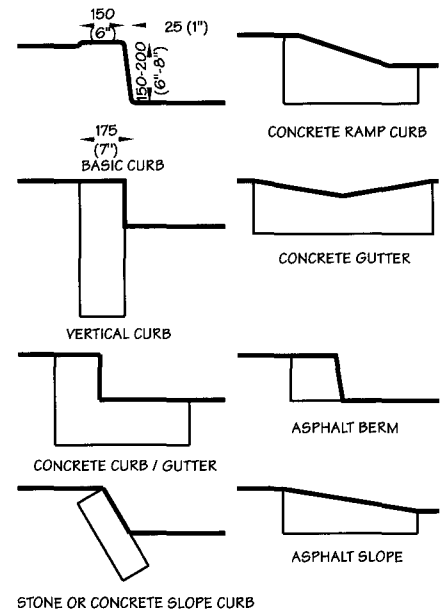 150
(6")
25 (1")
150-200
(6"-8")
CONCRETE RAMP CURB
175
(7")
BASIC CURB
CONCRETE GUTTER
VERTICAL CURB
ASPHALT BERM
CONCRETE CURB / GUTTER
ASPHALT SLOPE
STONE OR CONCRETE SLOPE CURB